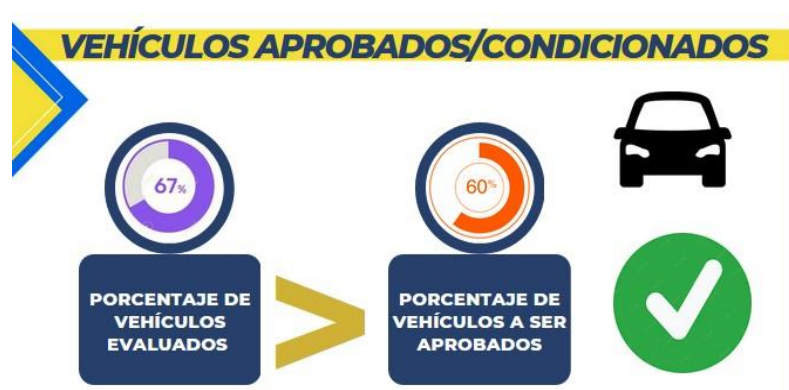 VEHÍCULOS APROBADOS/CONDICIONADOS
67%
60%
PORCENTAJE DE
VEHÍCULOS
EVALUADOS
>
PORCENTAJE DE
VEHÍCULOS A SER
APROBADOS